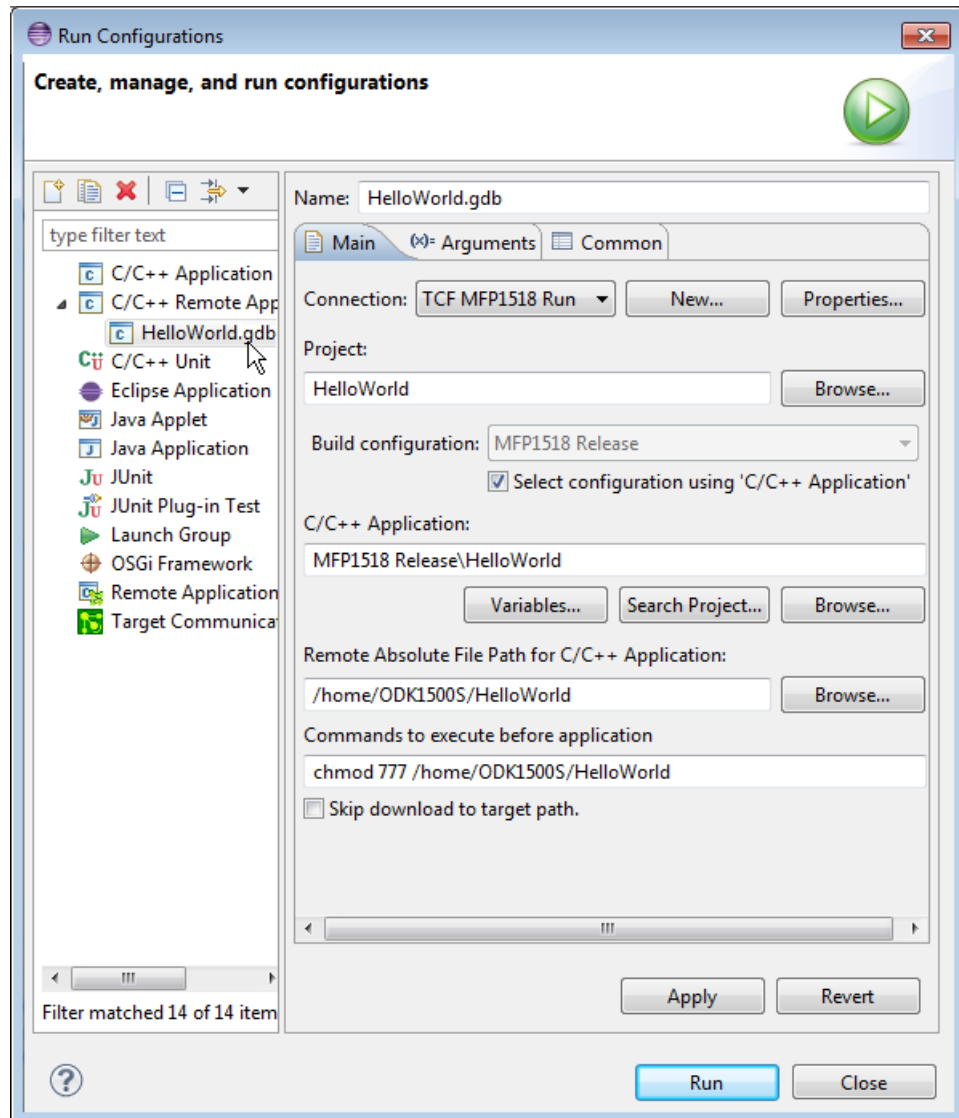 Run Configurations
Create, manage, and run configurations
type filter text
C/C++ Application
C/C++ Remote App
HelloWorld.gdb
C/C++ Unit
Eclipse Application
Java Applet
Java Application
JUnit
JUnit Plug-in Test
Launch Group
OSGi Framework
Remote Application
Target Communica
Filter matched 14 of 14 item
Name: HelloWorld.gdb
Main (x)= Arguments Common
Connection: TCF MFP1518 Run New... Properties...
Project:
HelloWorld Browse...
Build configuration: MFP1518 Release
Select configuration using 'C/C++ Application'
C/C++ Application:
MFP1518 Release\HelloWorld
Variables... Search Project... Browse...
Remote Absolute File Path for C/C++ Application:
/home/ODK1500S/HelloWorld Browse...
Commands to execute before application
chmod 777 /home/ODK1500S/HelloWorld
Skip download to target path.
Apply Revert
? Run Close